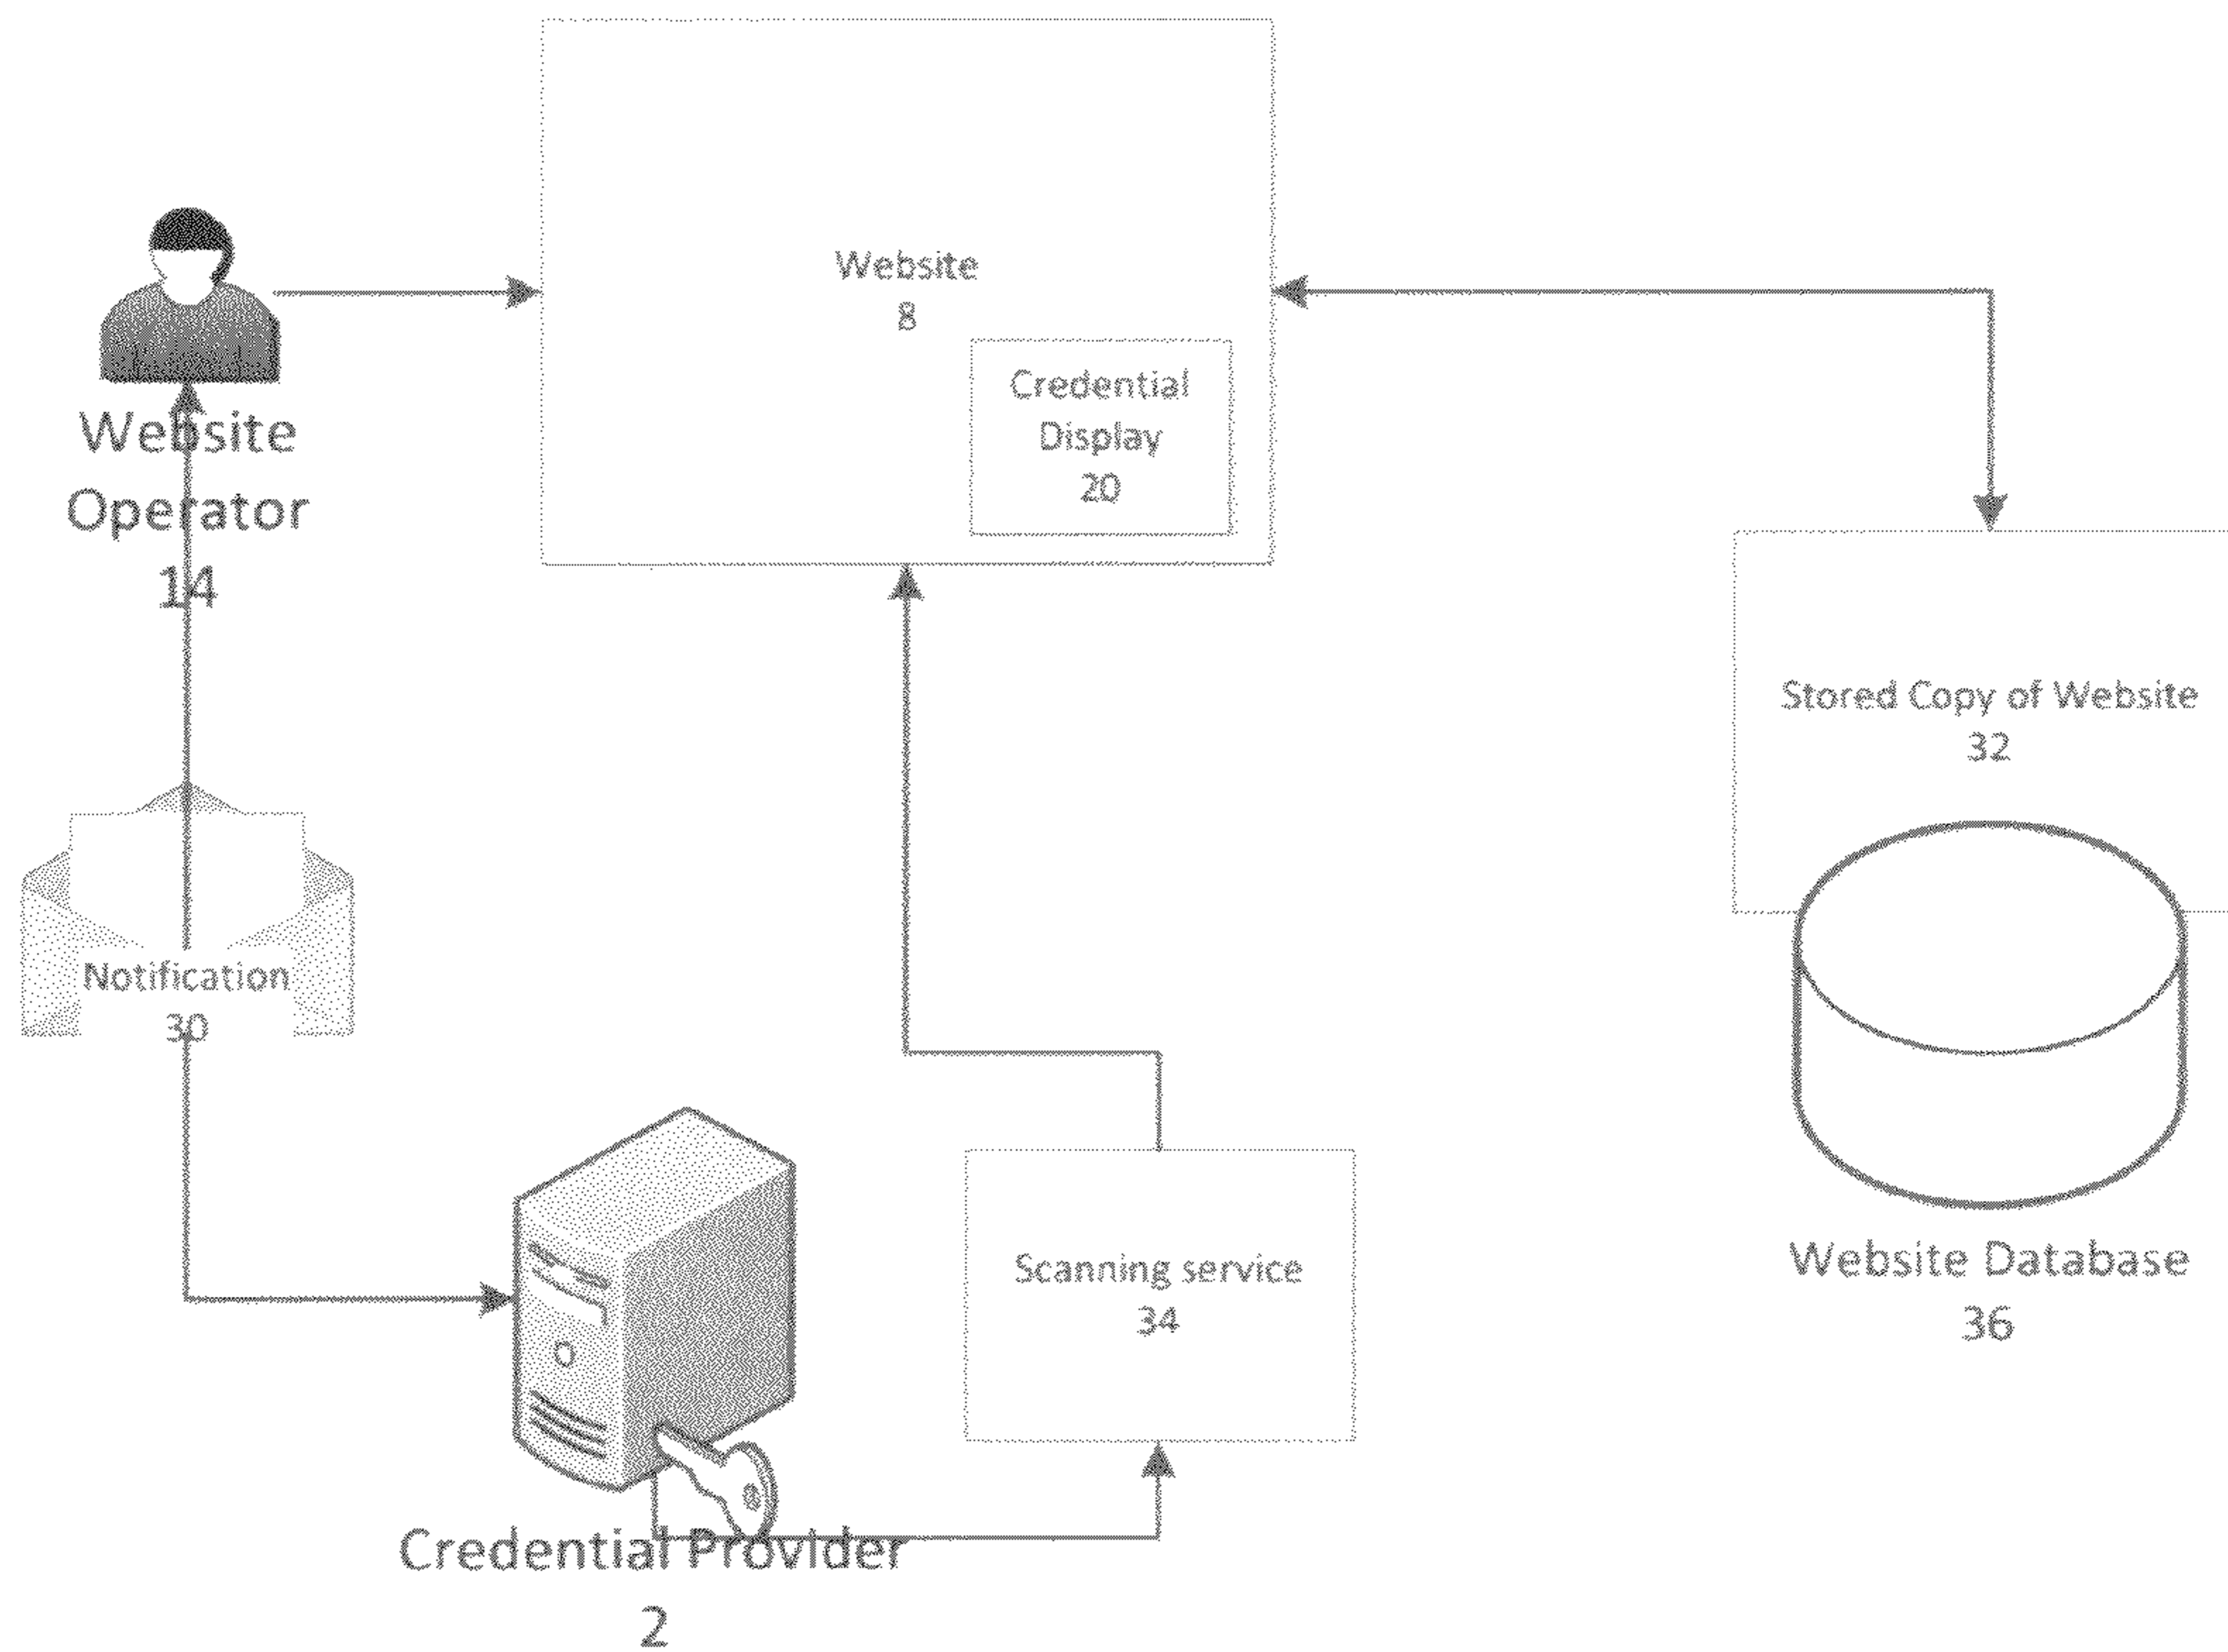 Website
8
Credential
Display
20
Website
Operator
14
Stored Copy of Website
32
Notification
30
Scanning service
34
Website Database
36
Credential Provider
2